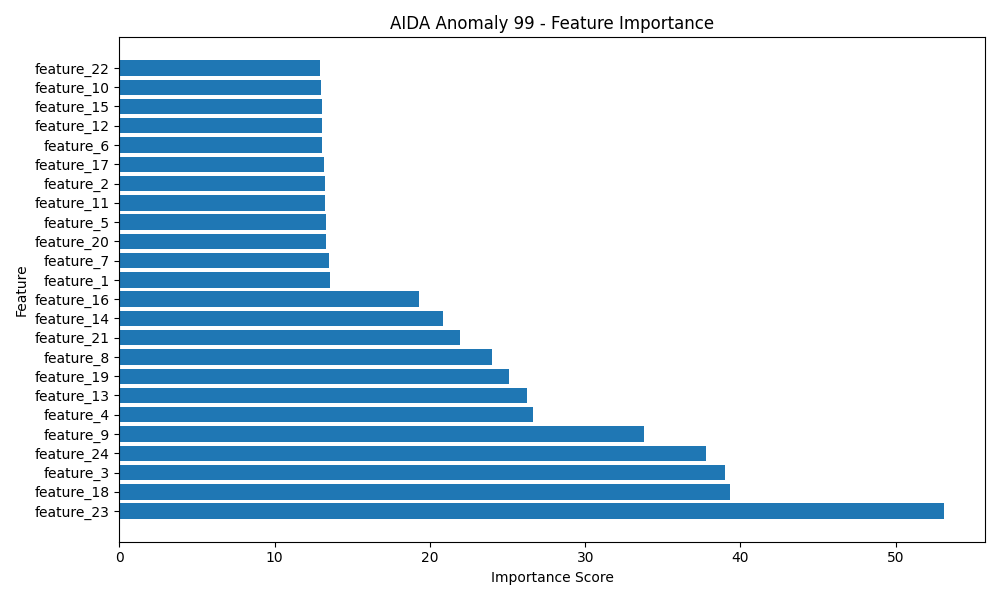 AIDA Anomaly 99 - Feature Importance
feature_22
feature_10
feature_15
feature_12
feature_6
feature_17
feature_2
feature_11
feature_5
feature_20
feature_7
feature_1
feature_16
feature_14
feature_21
feature_8
feature_19
feature_13
feature_4
feature_9
feature_24
feature_3
feature_18
feature_23
Feature
0 10 20 30 40 50
Importance Score